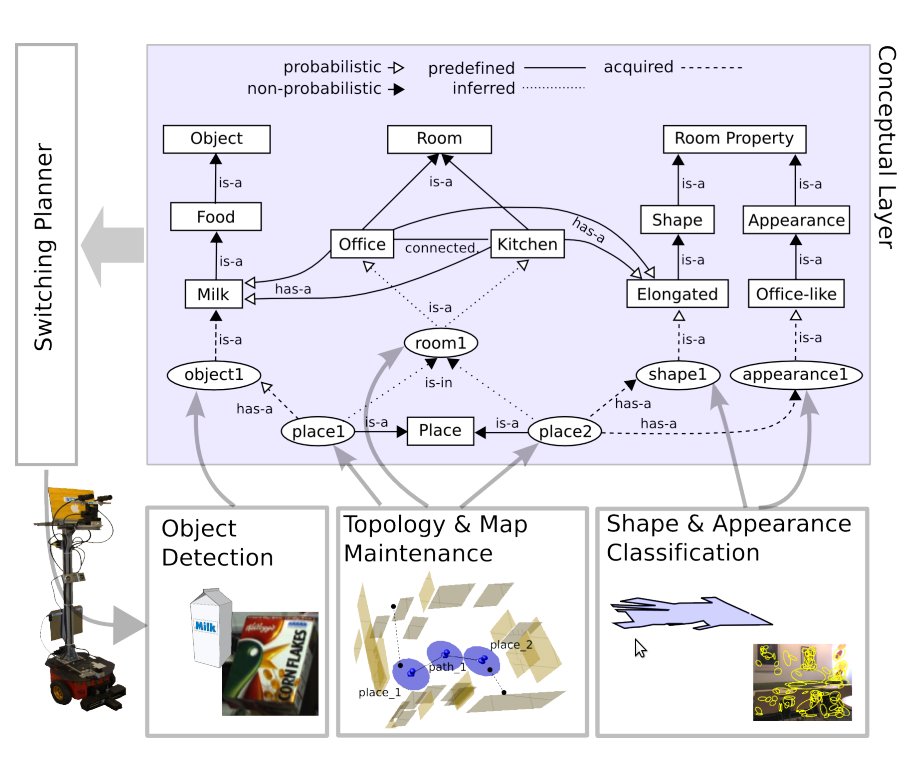 probabilistic
predefined
acquired
non-probabilistic
inferred
Conceptual Layer
Switching Planner
Object
Room
Room Property
is-a
is-a
is-a
is-a
Food
Shape
Appearance
has-a
Office
connected
Kitchen
is-a
is-a
is-a
has-a
Milk
Elongated
Office-like
is-a
is-a
is-a
is-a
room1
object1
is-in
shape1
appearance1
has-a
has-a
place1
is-a
Place
is-a
place2
has-a
Object
Detection
Topology & Map
Maintenance
Shape & Appearance
Classification
Milk
Kellogg's
CORN FLAKES
place_1
path_1
place_2